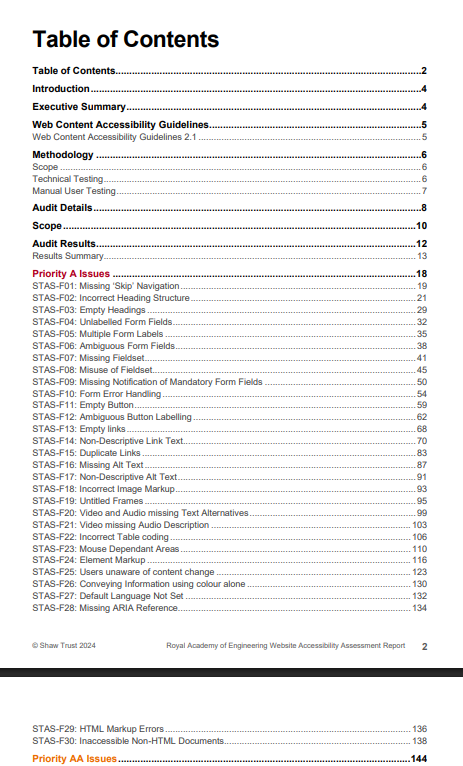 Table of Contents
Table of Contents....................2
Introduction....................4
Executive Summary....................4
Web Content Accessibility Guidelines....................5
Web Content Accessibility Guidelines 2.1....................5
Methodology....................6
Scope....................6
Technical Testing....................6
Manual User Testing....................7
Audit Details....................8
Scope....................10
Audit Results....................12
Results Summary....................13
Priority A Issues....................18
STAS-F01: Missing ‘Skip’ Navigation....................19
STAS-F02: Incorrect Heading Structure....................21
STAS-F03: Empty Headings....................29
STAS-F04: Unlabelled Form Fields....................32
STAS-F05: Multiple Form Labels....................35
STAS-F06: Ambiguous Form Fields....................38
STAS-F07: Missing Fieldset....................41
STAS-F08: Misuse of Fieldset....................45
STAS-F09: Missing Notification of Mandatory Form Fields....................50
STAS-F10: Form Error Handling....................54
STAS-F11: Empty Button....................59
STAS-F12: Ambiguous Button Labelling....................62
STAS-F13: Empty links....................68
STAS-F14: Non-Descriptive Link Text....................70
STAS-F15: Duplicate Links....................83
STAS-F16: Missing Alt Text....................87
STAS-F17: Non-Descriptive Alt Text....................91
STAS-F18: Incorrect Image Markup....................93
STAS-F19: Untitled Frames....................95
STAS-F20: Video and Audio missing Text Alternatives....................99
STAS-F21: Video missing Audio Description....................103
STAS-F22: Incorrect Table coding....................106
STAS-F23: Mouse Dependant Areas....................110
STAS-F24: Element Markup....................116
STAS-F25: Users unaware of content change....................123
STAS-F26: Conveying Information using colour alone....................130
STAS-F27: Default Language Not Set....................132
STAS-F28: Missing ARIA Reference....................134
© Shaw Trust 2024 Royal Academy of Engineering Website Accessibility Assessment Report 2
STAS-F29: HTML Markup Errors....................136
STAS-F30: Inaccessible Non-HTML Documents....................138
Priority AA Issues....................144